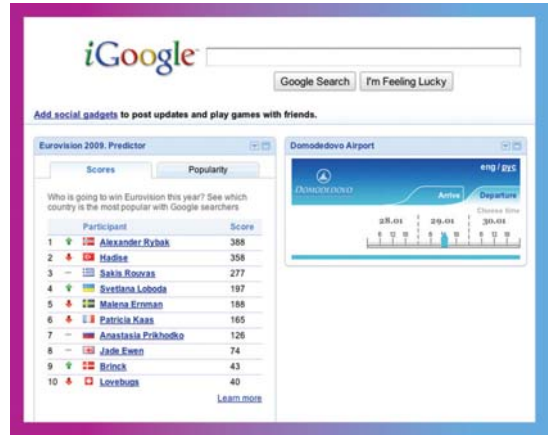 iGoogle
Google Search I'm Feeling Lucky
Add social gadgets to post updates and play games with friends.
Eurovision 2009. Predictor
Scores Popularity
Who is going to win Eurovision this year? See which
country is the most popular with Google searchers
Participant Score
1 Alexander Rybak 388
2 Hadise 358
3 – Sakis Rouvas 277
4 Svetlana Loboda 197
5 Malena Ernman 188
6 Patricia Kaas 165
7 – Anastasia Prikhodko 126
8 – Jade Ewen 74
9 Brinck 43
10 Lovebugs 40
Learn more
Domodedovo Airport
eng / рус
DOMODEDOVO
Arrive Departure
Choose time
28.01 29.01 30.01
6 12 18 6 18 6 12 18